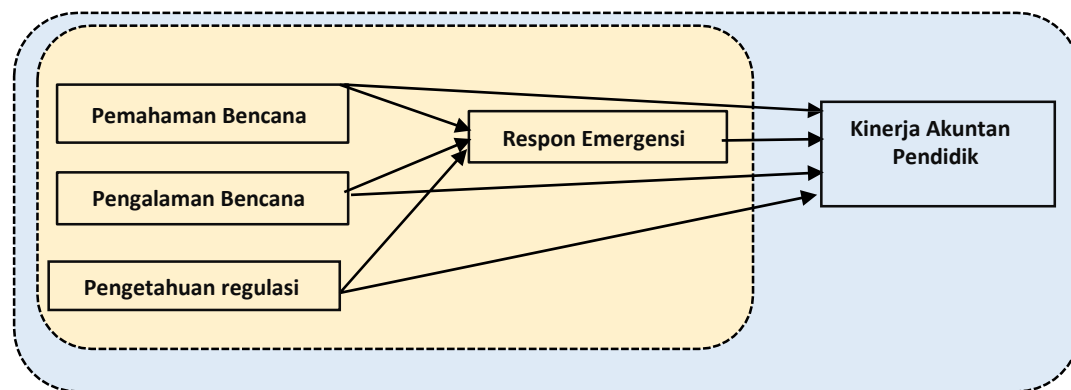 Pemahaman Bencana
Respon Emergensi
Kinerja Akuntan
Pendidik
Pengalaman Bencana
Pengetahuan regulasi